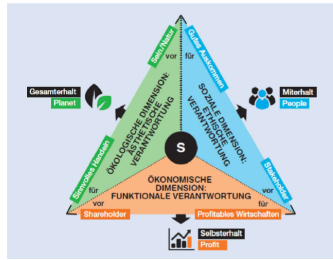 Sein/Natur
Gutes Auskommen
vor
für
Gesamterhalt
Planet
ÖKOLOGISCHE DIMENSION:
ÄSTHETISCHE
VERANTWORTUNG
SOZIALE DIMENSION:
ETHISCHE
VERANTWORTUNG
Miterhalt
People
Sinnvolles Handeln
S
Stakeholder
ÖKONOMISCHE
DIMENSION:
FUNKTIONALE VERANTWORTUNG
für
vor
vor
für
Shareholder
Profitables Wirtschaften
Selbsterhalt
Profit